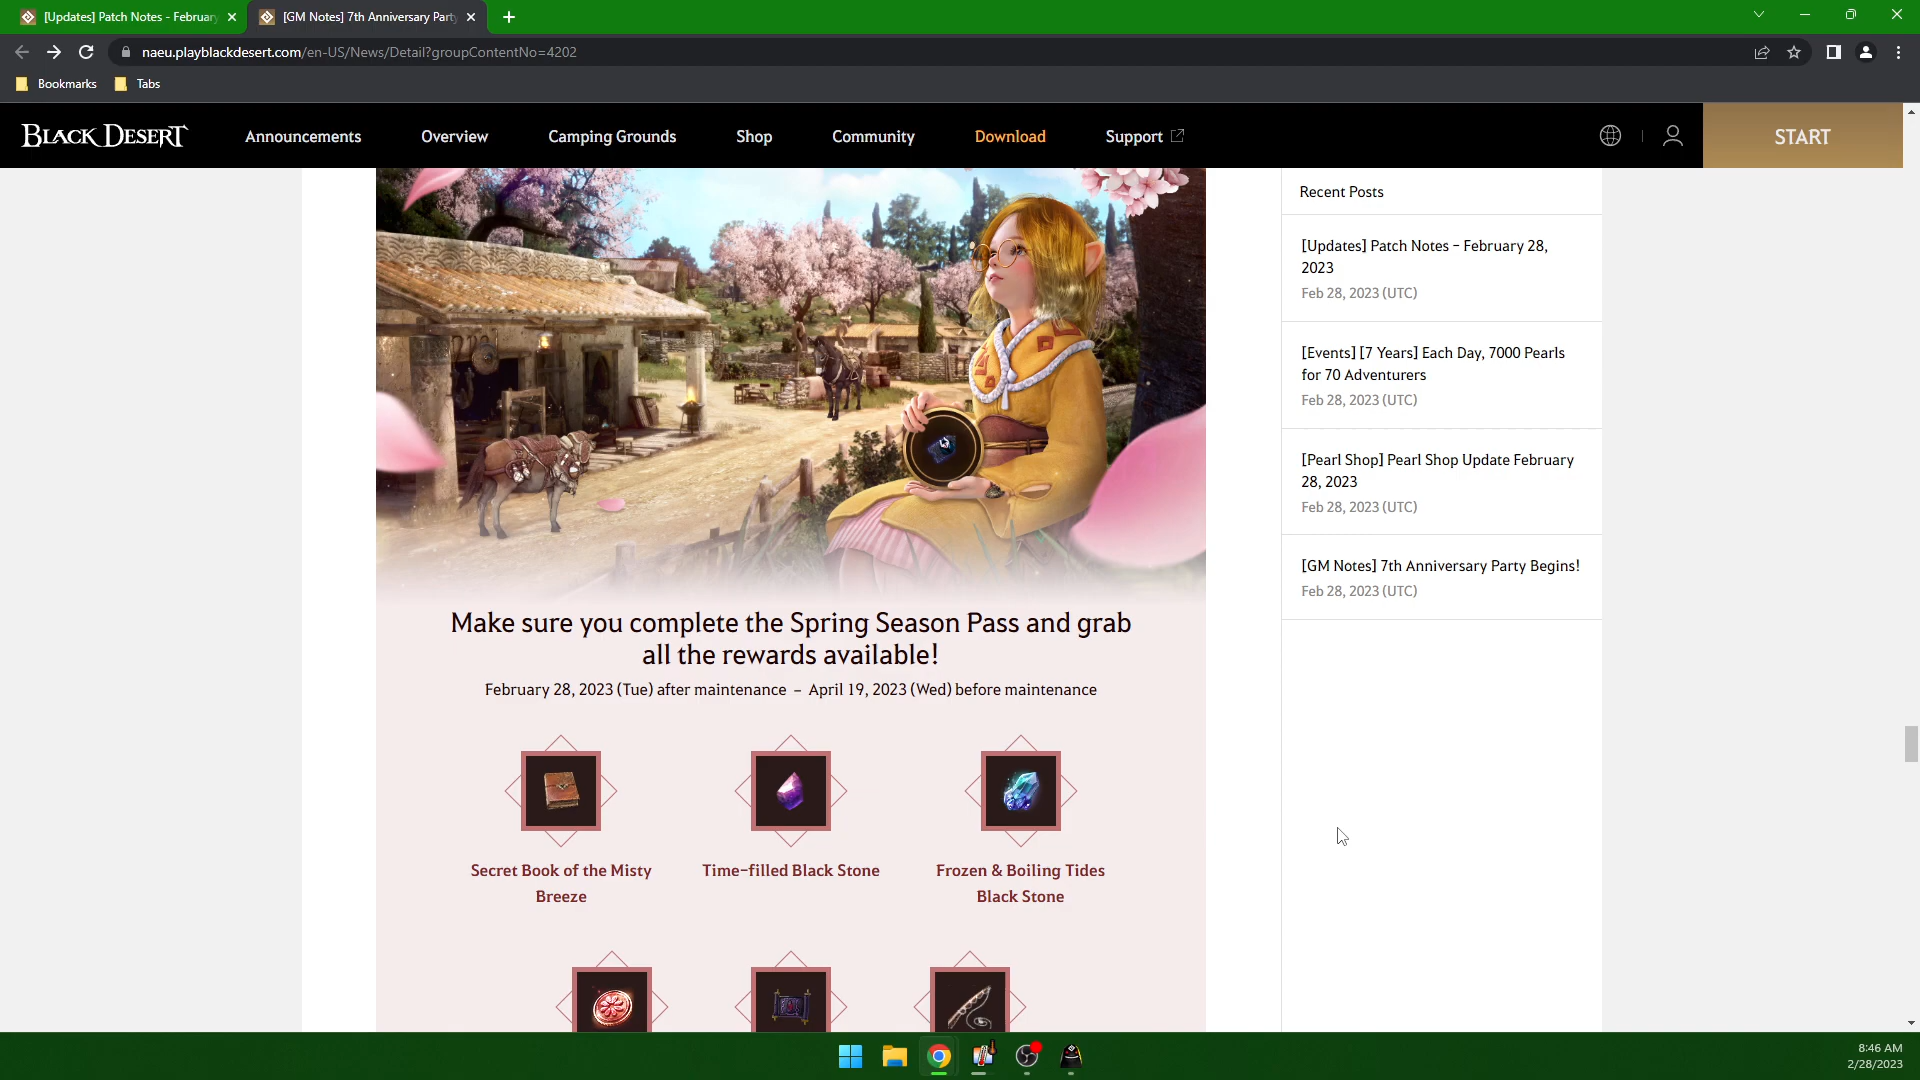 [Updates] Patch Notes - Februar
[GM Notes] 7th Anniversary Part
naeu.playblackdesert.com/en-US/News/Detail?groupContentNo=4202
Bookmarks
Tabs
BLACK DESERT
Announcements
Overview
Camping Grounds
Shop
Community
Download
Support
START
Recent Posts
[Updates] Patch Notes - February 28,
2023
Feb 28, 2023 (UTC)
[Events] [7 Years] Each Day, 7000 Pearls
for 70 Adventurers
Feb 28, 2023 (UTC)
[Pearl Shop] Pearl Shop Update February
28, 2023
Feb 28, 2023 (UTC)
[GM Notes] 7th Anniversary Party Begins!
Feb 28, 2023 (UTC)
Make sure you complete the Spring Season Pass and grab
all the rewards available!
February 28, 2023 (Tue) after maintenance – April 19, 2023 (Wed) before maintenance
Secret Book of the Misty
Breeze
Time-filled Black Stone
Frozen & Boiling Tides
Black Stone
8:46 AM
2/28/2023